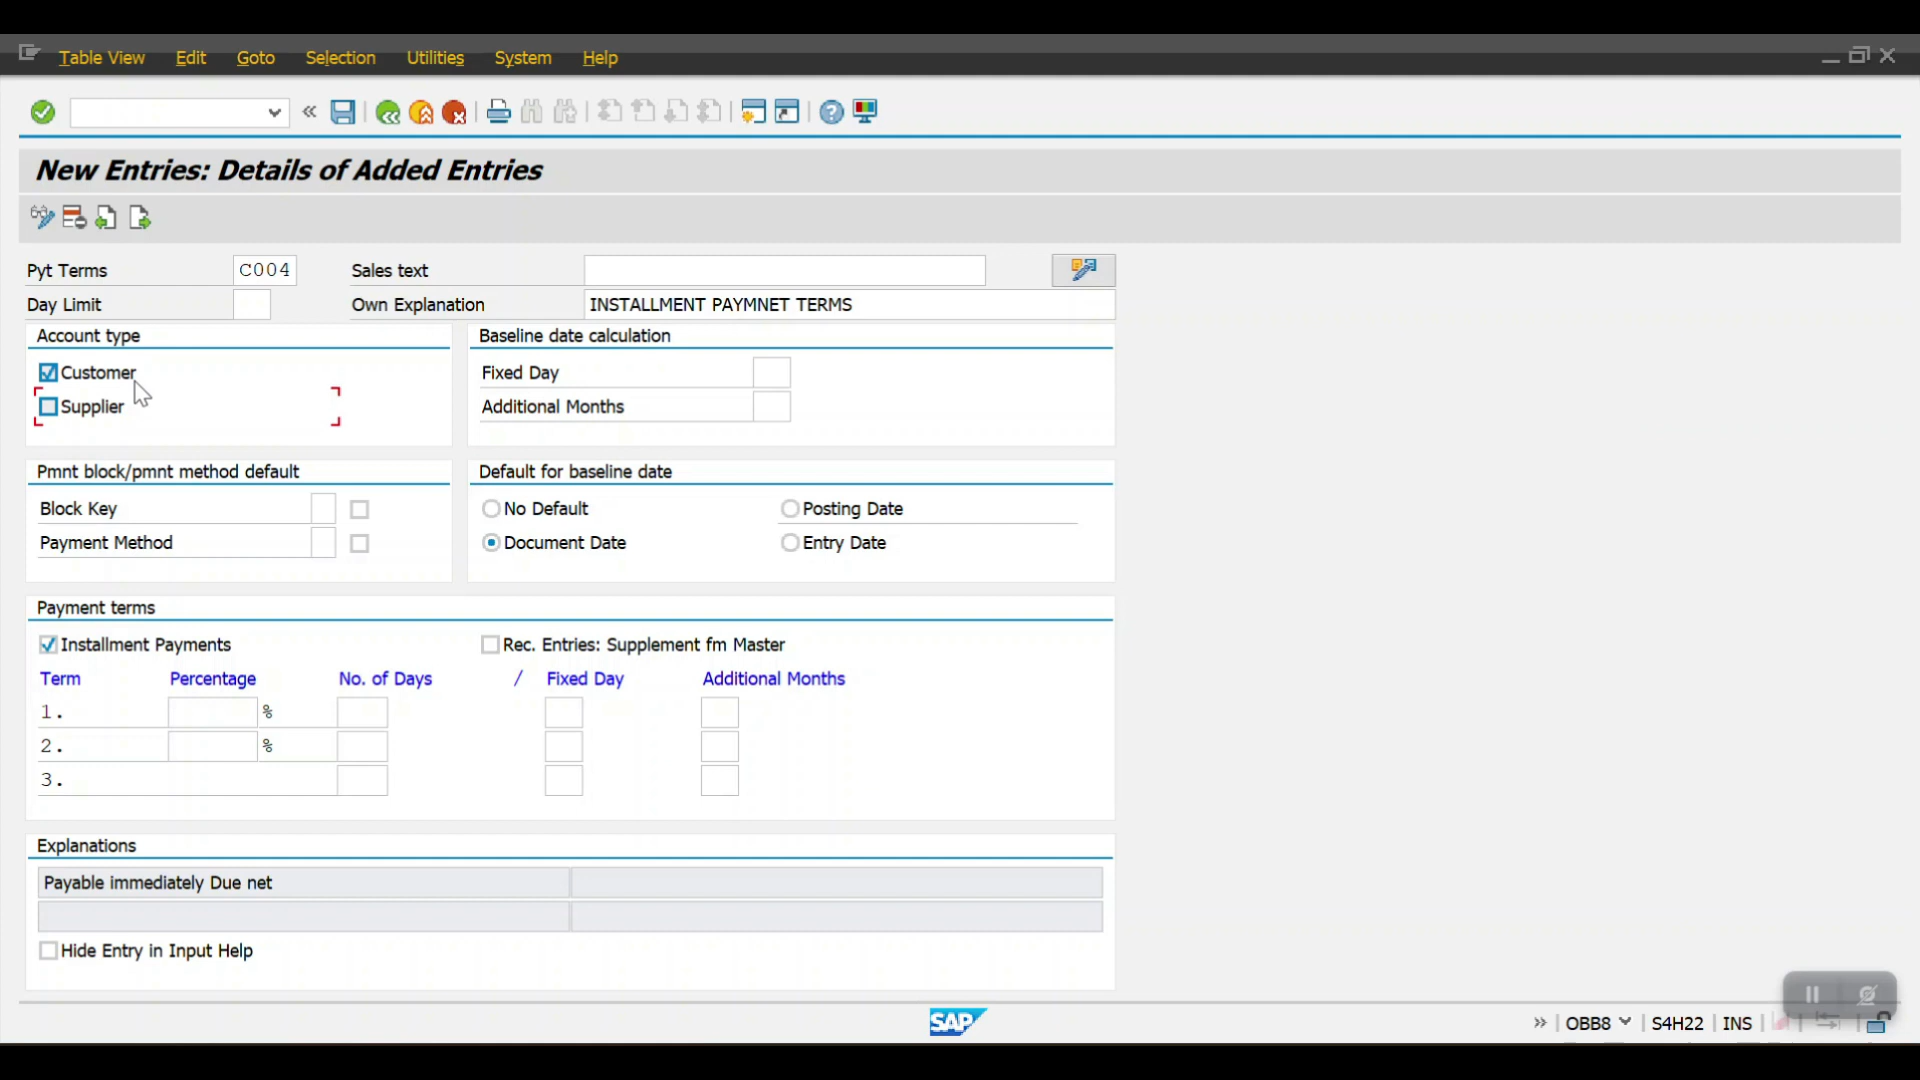 Table View Edit Goto Selection Utilities System Help
New Entries: Details of Added Entries
Pyt Terms C004 Sales text
Day Limit Own Explanation INSTALLMENT PAYMNET TERMS
Account type Baseline date calculation
Customer Fixed Day
Supplier Additional Months
Pmnt block/pmnt method default Default for baseline date
Block Key No Default Posting Date
Payment Method Document Date Entry Date
Payment terms
Installment Payments Rec. Entries: Supplement fm Master
Term Percentage No. of Days / Fixed Day Additional Months
1. %
2. %
3.
Explanations
Payable immediately Due net
Hide Entry in Input Help
SAP OBB8 S4H22 INS